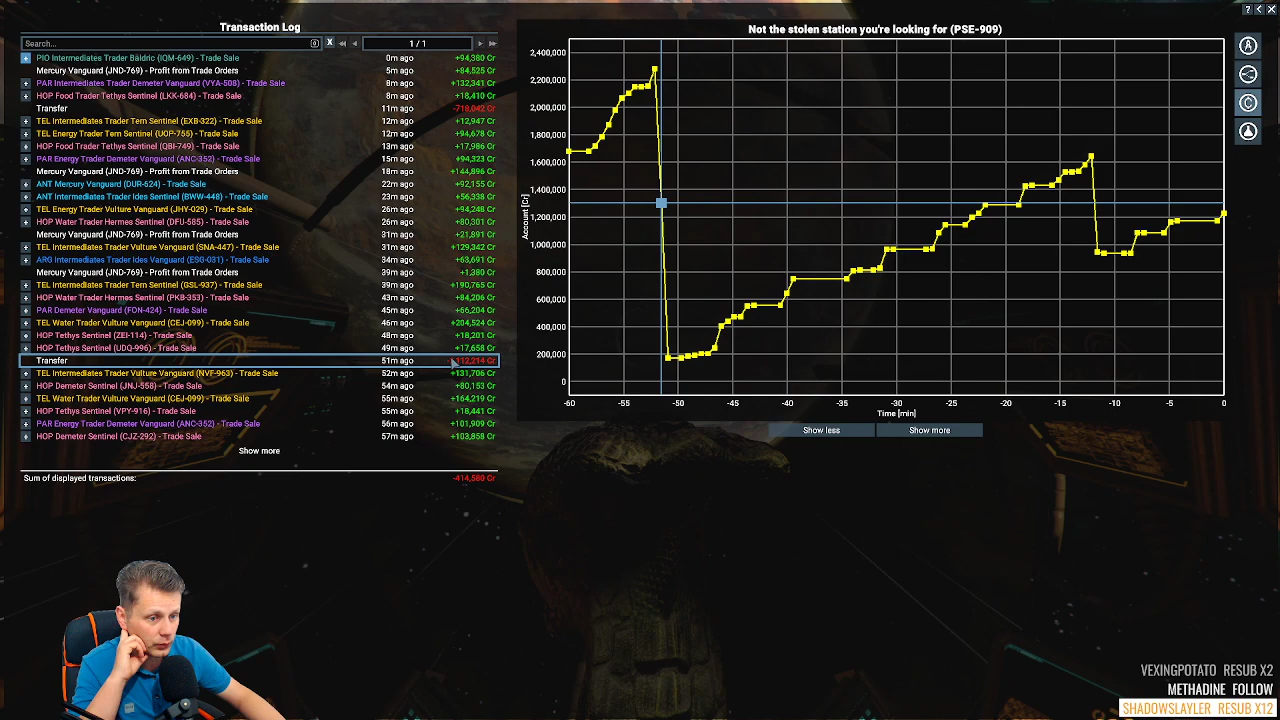 Transaction Log
Search...
X
1 / 1
PIO Intermediates Trader Baldric (IQM-649) - Trade Sale 0m ago +94,380 Cr
Mercury Vanguard (JND-769) - Profit from Trade Orders 5m ago +84,525 Cr
PAR Intermediates Trader Demeter Vanguard (VYA-508) - Trade Sale 8m ago +132,341 Cr
HOP Food Trader Tethys Sentinel (LKK-684) - Trade Sale 8m ago +18,410 Cr
Transfer 11m ago -718,042 Cr
TEL Intermediates Trader Tern Sentinel (EXB-322) - Trade Sale 12m ago +12,947 Cr
TEL Energy Trader Tern Sentinel (UOP-755) - Trade Sale 12m ago +94,678 Cr
HOP Food Trader Tethys Sentinel (QBI-749) - Trade Sale 13m ago +17,986 Cr
PAR Energy Trader Demeter Vanguard (ANC-352) - Trade Sale 15m ago +94,323 Cr
Mercury Vanguard (JND-769) - Profit from Trade Orders 18m ago +144,896 Cr
ANT Mercury Vanguard (DUR-624) - Trade Sale 22m ago +92,155 Cr
ANT Intermediates Trader Ides Sentinel (BWW-448) - Trade Sale 23m ago +56,338 Cr
TEL Energy Trader Vulture Vanguard (JHY-029) - Trade Sale 26m ago +94,248 Cr
HOP Water Trader Hermes Sentinel (DFU-585) - Trade Sale 26m ago +80,301 Cr
Mercury Vanguard (JND-769) - Profit from Trade Orders 31m ago +21,891 Cr
TEL Intermediates Trader Vulture Vanguard (SNA-447) - Trade Sale 31m ago +129,342 Cr
ARG Intermediates Trader Ides Vanguard (ESG-031) - Trade Sale 34m ago +63,691 Cr
Mercury Vanguard (JND-769) - Profit from Trade Orders 39m ago +1,380 Cr
TEL Intermediates Trader Tern Sentinel (GSL-937) - Trade Sale 39m ago +190,765 Cr
HOP Water Trader Hermes Sentinel (PKB-353) - Trade Sale 43m ago +84,206 Cr
PAR Demeter Vanguard (FON-424) - Trade Sale 45m ago +66,204 Cr
TEL Water Trader Vulture Vanguard (CEJ-099) - Trade Sale 46m ago +204,524 Cr
HOP Tethys Sentinel (ZEI-114) - Trade Sale 48m ago +18,201 Cr
HOP Tethys Sentinel (UDQ-996) - Trade Sale 49m ago +17,658 Cr
Transfer 51m ago 112,214 Cr
TEL Intermediates Trader Vulture Vanguard (NVF-963) - Trade Sale 52m ago +131,706 Cr
HOP Demeter Sentinel (JNJ-558) - Trade Sale 54m ago +80,153 Cr
TEL Water Trader Vulture Vanguard (CEJ-099) - Trade Sale 55m ago +164,219 Cr
HOP Tethys Sentinel (VPY-916) - Trade Sale 55m ago +18,441 Cr
PAR Energy Trader Demeter Vanguard (ANC-352) - Trade Sale 56m ago +101,909 Cr
HOP Demeter Sentinel (CJZ-292) - Trade Sale 57m ago +103,858 Cr
Show more
Sum of displayed transactions: -414,580 Cr
Not the stolen station you're looking for (PSE-909)
2,400,000
2,200,000
2,000,000
1,800,000
1,600,000
1,400,000
1,200,000
1,000,000
800,000
600,000
400,000
200,000
0
Account [Cr]
-60 -55 -50 -45 -40 -35 -30 -25 -20 -15 -10 -5 0
Time [min]
Show less Show more
VEXINGPOTATO RESUB X2
METHADINE FOLLOW
SHADOWSLAYLER RESUB X12